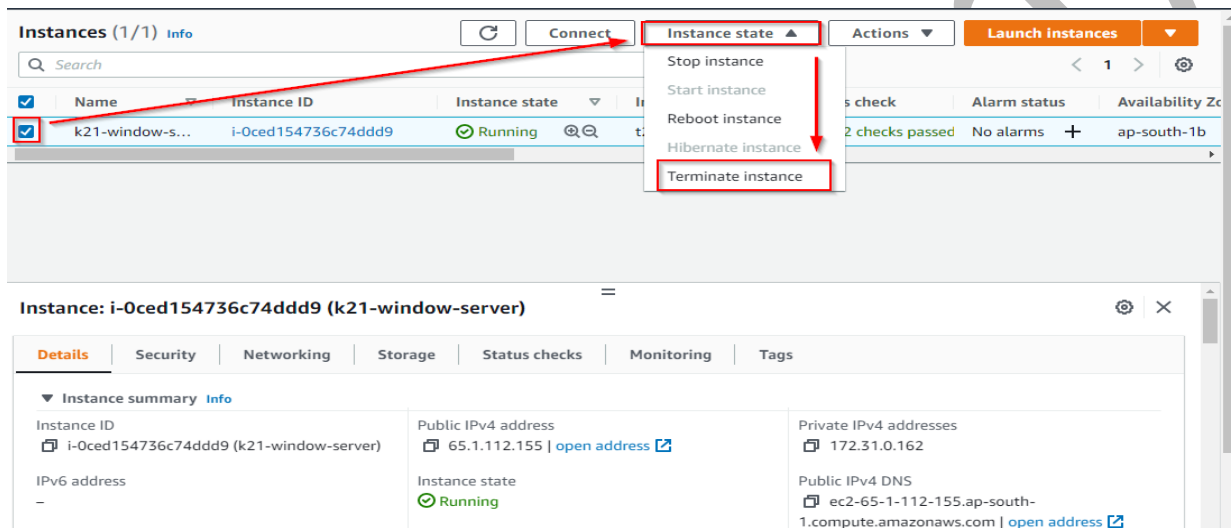 Instances (1/1) Info
Connect
Instance state ▲
Actions ▼
Launch instances ▼
Search
< 1 >
Stop instance
Start instance
Reboot instance
Hibernate instance
Terminate instance
Name Instance ID Instance state check Alarm status Availability
k21-window-s... i-0ced154736c74ddd9 Running 2 checks passed No alarms + ap-south-1b
Instance: i-0ced154736c74ddd9 (k21-window-server)
Details Security Networking Storage Status checks Monitoring Tags
▼ Instance summary Info
Instance ID Public IPv4 address Private IPv4 addresses
i-0ced154736c74ddd9 (k21-window-server) 65.1.112.155 | open address 172.31.0.162
IPv6 address Instance state Public IPv4 DNS
– Running ec2-65-1-112-155.ap-south-
1.compute.amazonaws.com | open address